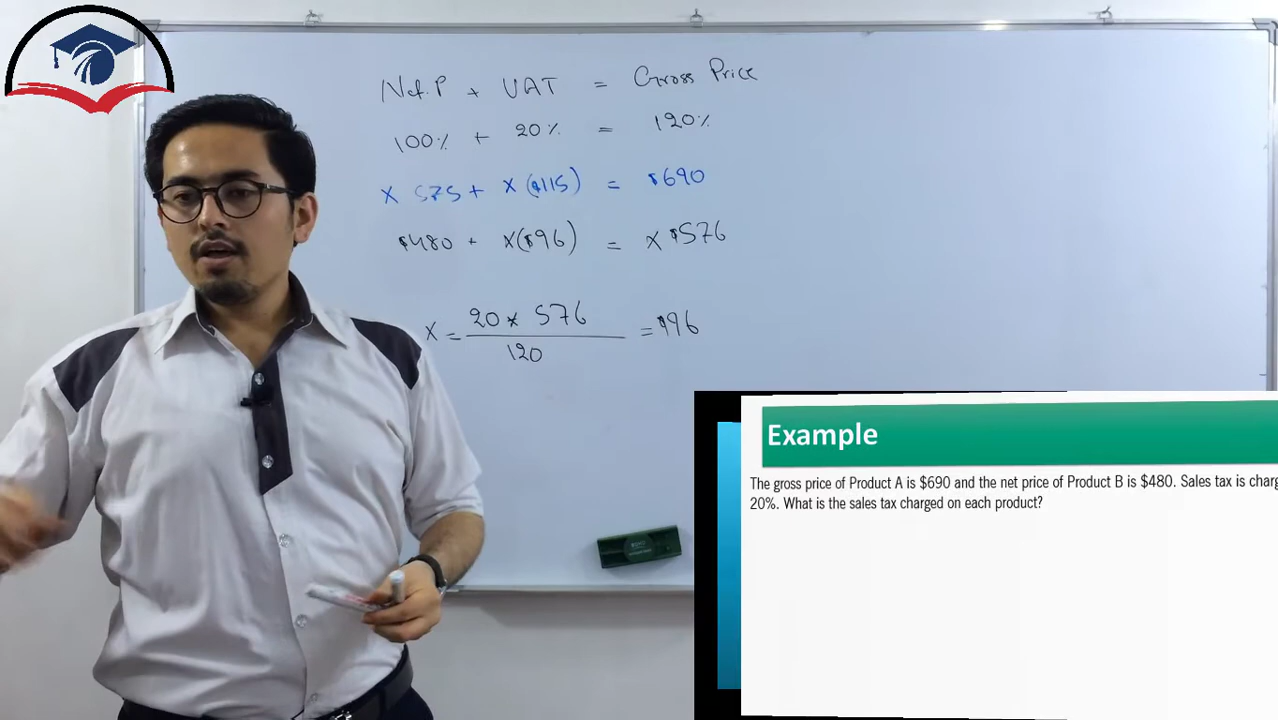 Net.P + VAT = Gross Price
100% + 20% = 120%
X 575 + X ($115) = $690
$480 + X($96) = X $576
X = 20 × 576 / 120 = $96
Example
The gross price of Product A is $690 and the net price of Product B is $480. Sales tax is charg
20%. What is the sales tax charged on each product?